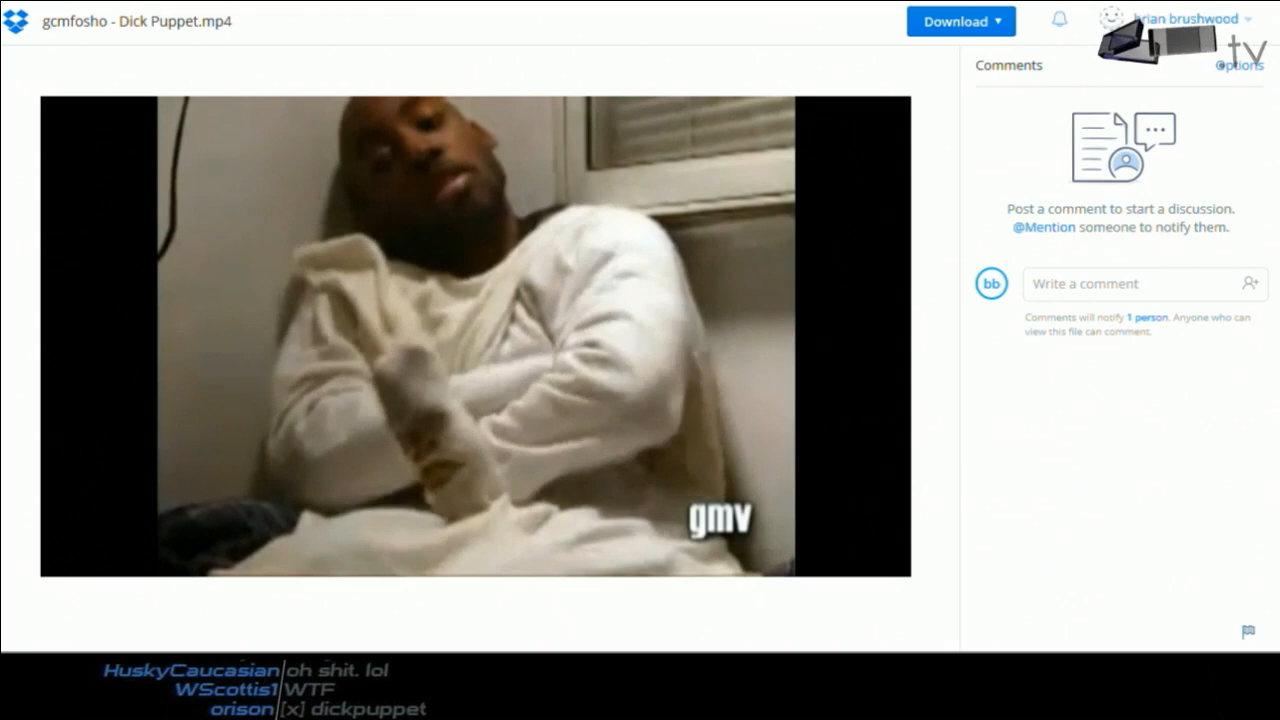 gcmfosho - Dick Puppet.mp4
Download
brian brushwood
.tv
Comments
Options
Post a comment to start a discussion.
@Mention someone to notify them.
bb
Write a comment
Comments will notify 1 person. Anyone who can
view this file can comment.
gmv
HuskyCaucasian oh shit. lol
WScottis1 WTF
orison [x] dickpuppet